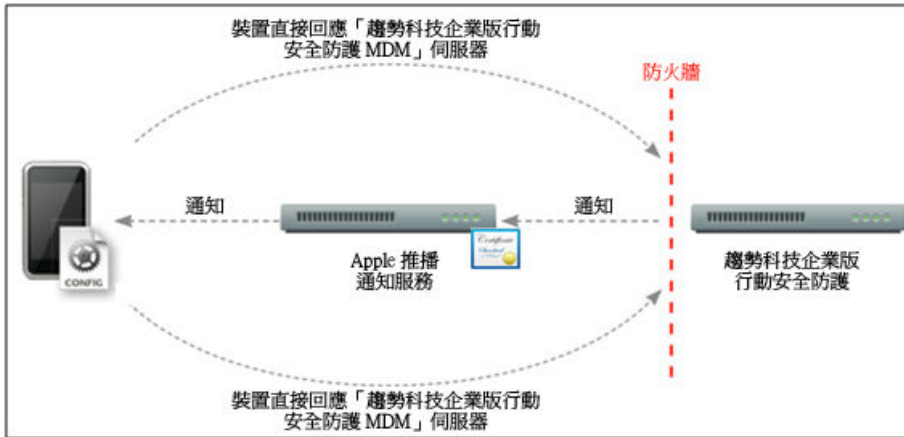 裝置直接回應「趨勢科技企業版行動
安全防護 MDM」伺服器
防火牆
通知
通知
CONFIG
Certificate
Standard
Apple 推播
通知服務
趨勢科技企業版
行動安全防護
裝置直接回應「趨勢科技企業版行動
安全防護 MDM」伺服器